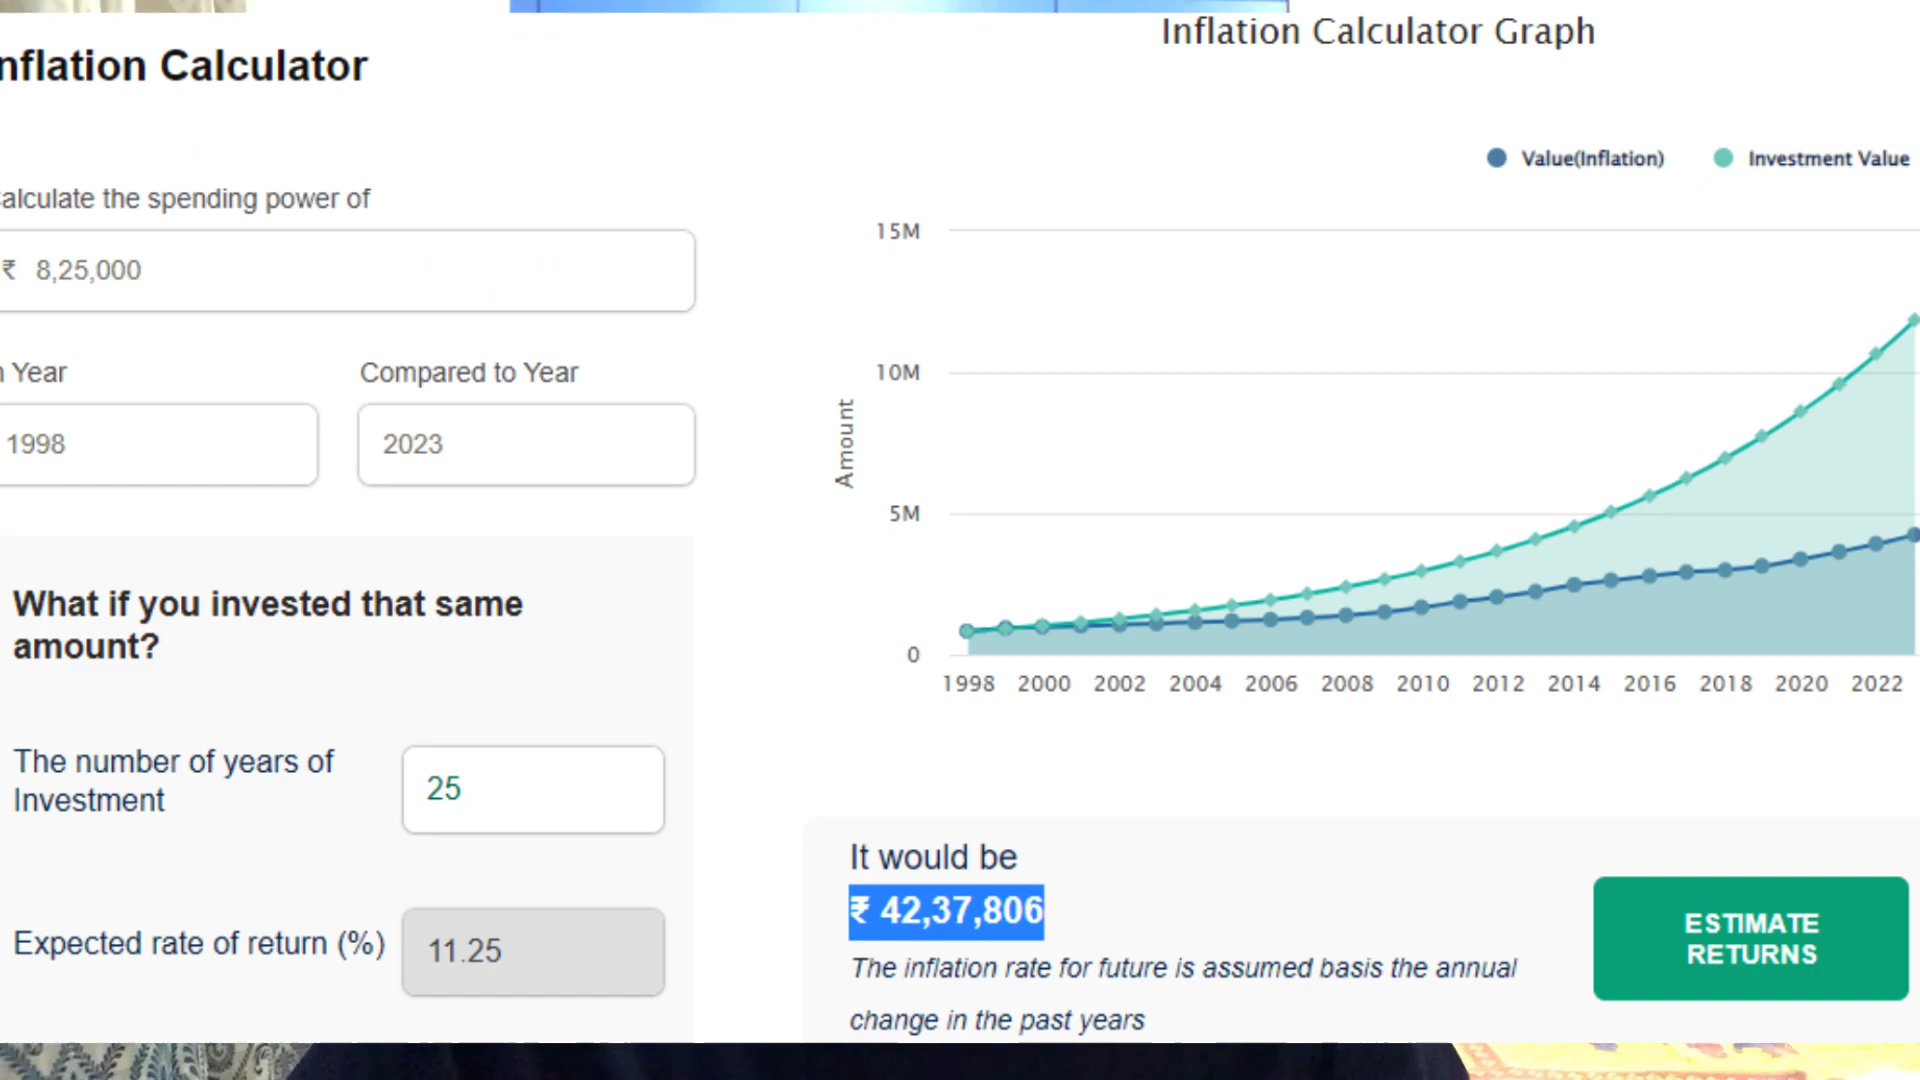 nflation Calculator
alculate the spending power of
₹ 8,25,000
Year
Compared to Year
1998
2023
What if you invested that same
amount?
The number of years of
Investment
25
Expected rate of return (%)
11.25
Inflation Calculator Graph
Value(Inflation)
Investment Value
15M
10M
5M
0
Amount
1998 2000 2002 2004 2006 2008 2010 2012 2014 2016 2018 2020 2022
It would be
₹ 42,37,806
The inflation rate for future is assumed basis the annual
change in the past years
ESTIMATE
RETURNS